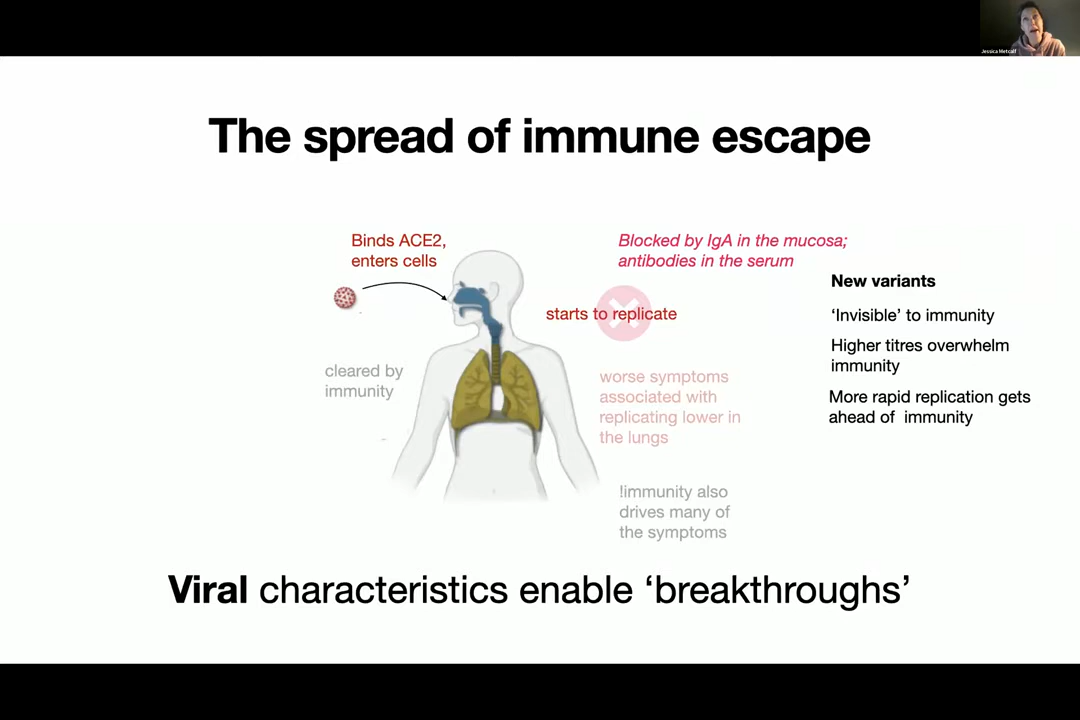 Jessica Metcalf
The spread of immune escape
Binds ACE2,
enters cells
Blocked by IgA in the mucosa;
antibodies in the serum
starts to replicate
cleared by
immunity
worse symptoms
associated with
replicating lower in
the lungs
!immunity also
drives many of
the symptoms
New variants
‘Invisible’ to immunity
Higher titres overwhelm
immunity
More rapid replication gets
ahead of immunity
Viral characteristics enable ‘breakthroughs’